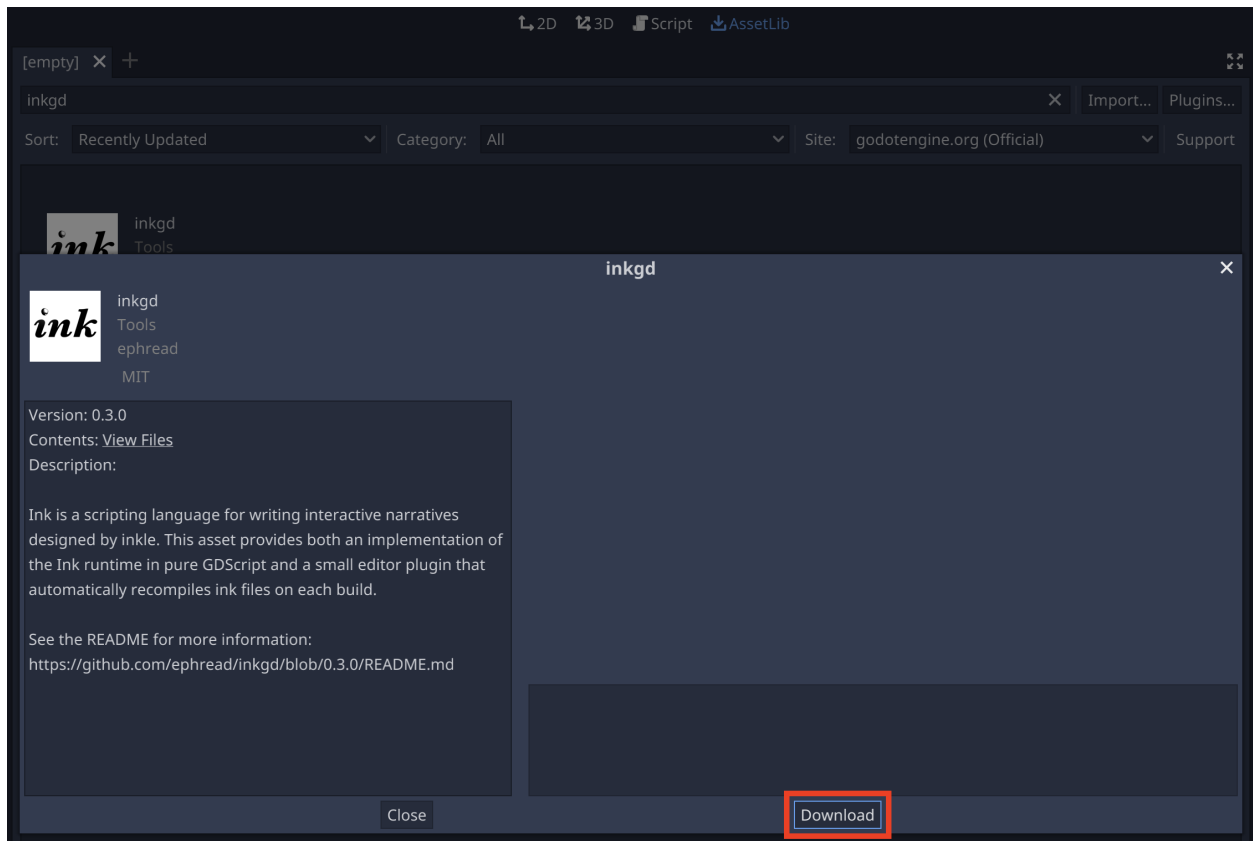 2D 3D Script AssetLib
[empty]
inkgd Import... Plugins...
Sort: Recently Updated Category: All Site: godotengine.org (Official) Support
ink
inkgd
Tools
inkgd
ink
inkgd
Tools
ephread
MIT
Version: 0.3.0
Contents: View Files
Description:
Ink is a scripting language for writing interactive narratives
designed by inkle. This asset provides both an implementation of
the Ink runtime in pure GDScript and a small editor plugin that
automatically recompiles ink files on each build.
See the README for more information:
https://github.com/ephread/inkgd/blob/0.3.0/README.md
Close Download